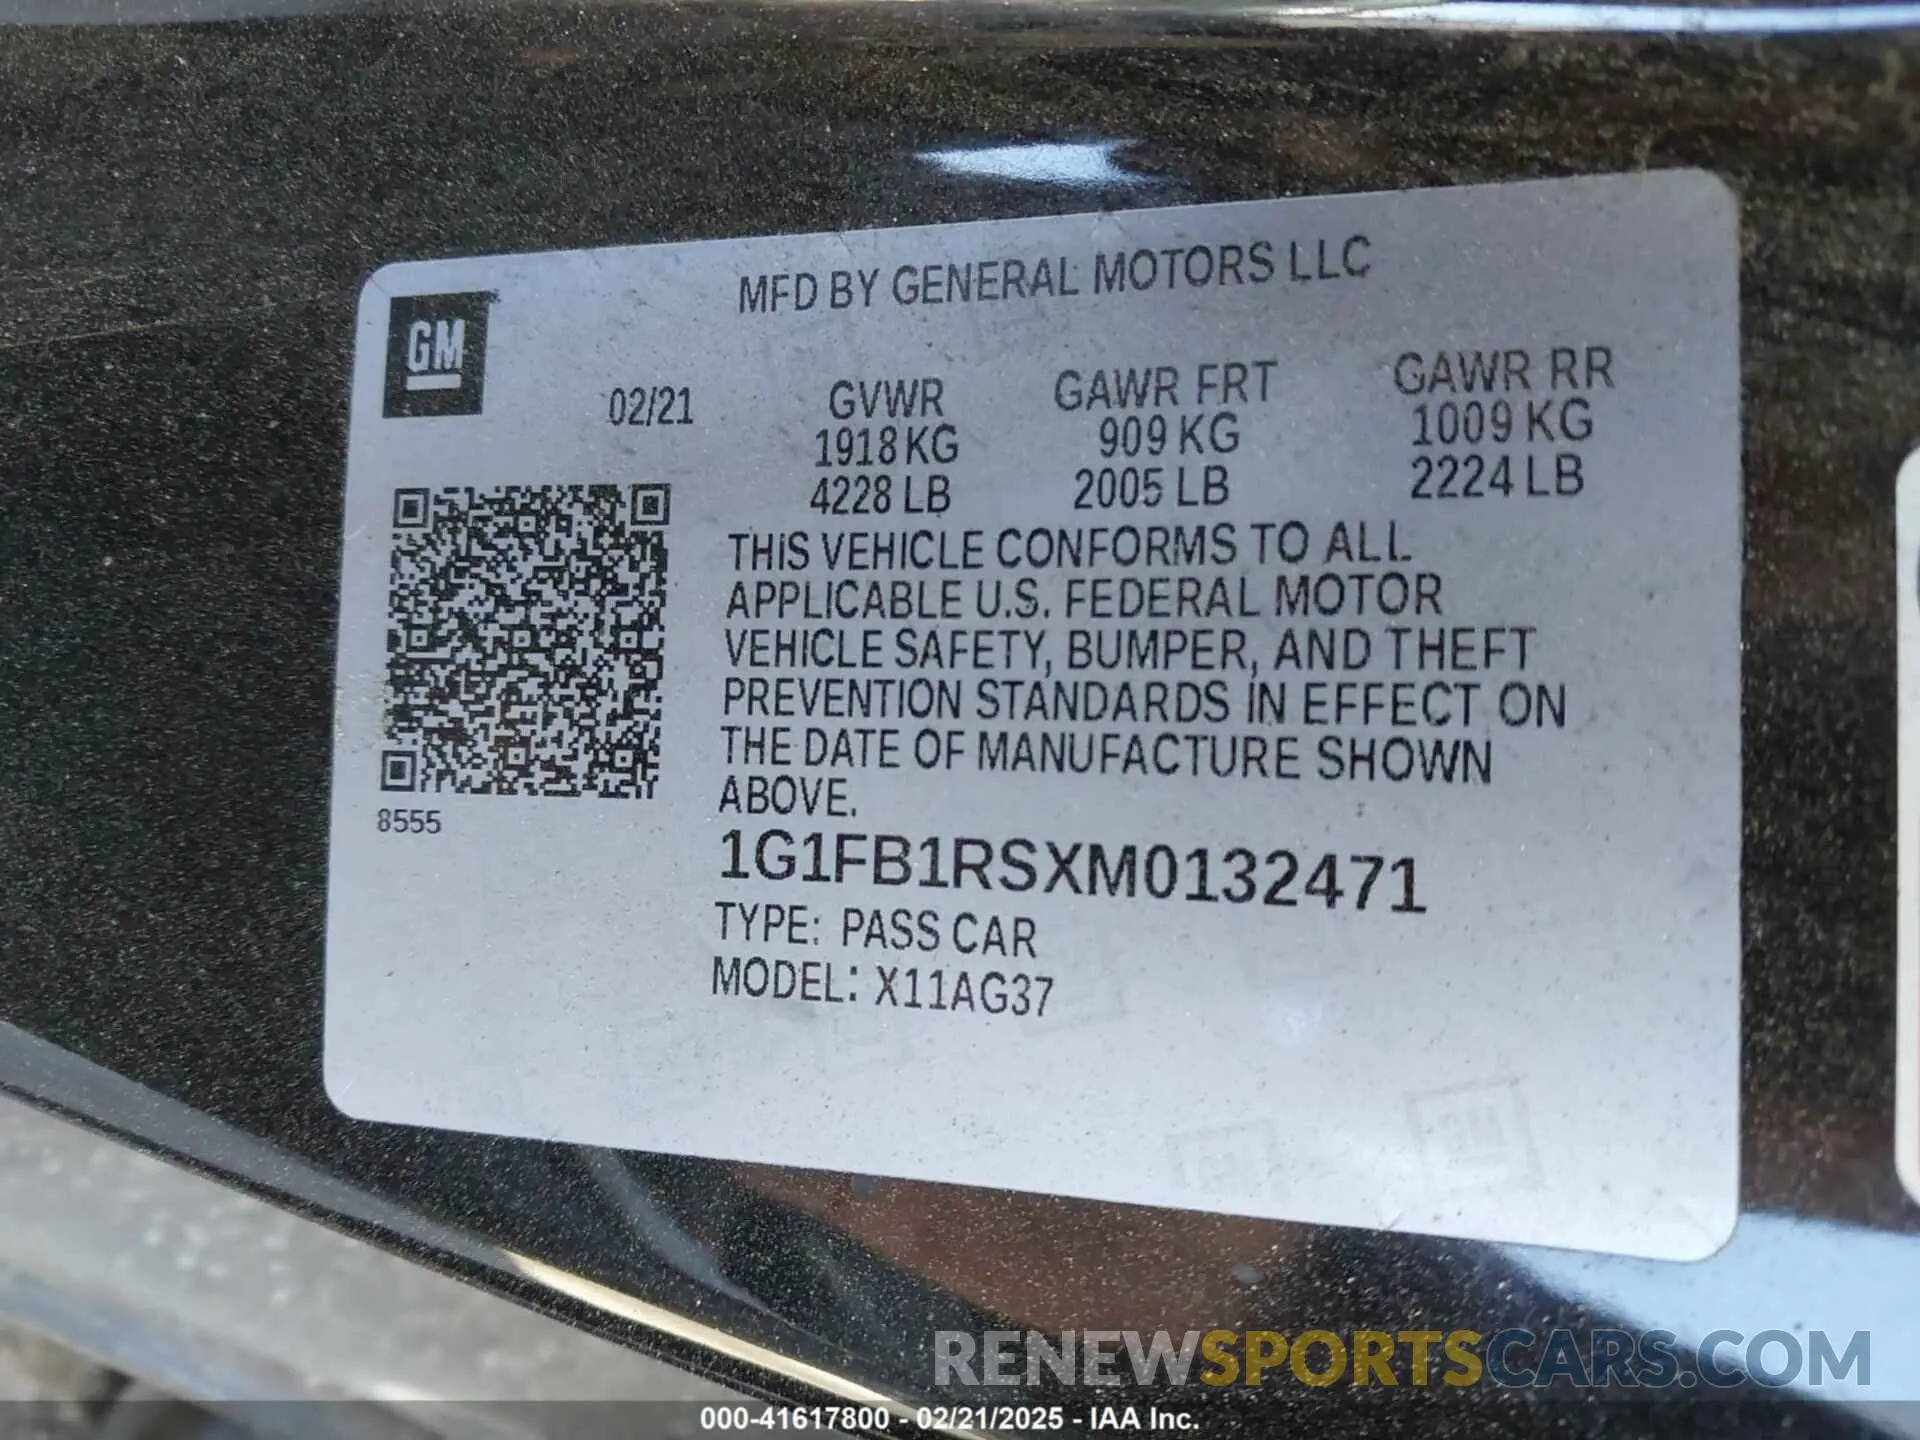 MFD BY GENERAL MOTORS LLC
GM
02/21 GVWR GAWR FRT GAWR RR
1918 KG 909 KG 1009 KG
4228 LB 2005 LB 2224 LB
THIS VEHICLE CONFORMS TO ALL
APPLICABLE U.S. FEDERAL MOTOR
VEHICLE SAFETY, BUMPER, AND THEFT
PREVENTION STANDARDS IN EFFECT ON
THE DATE OF MANUFACTURE SHOWN
ABOVE.
8555
1G1FB1RSXM0132471
TYPE: PASS CAR
MODEL: X11AG37
RENEWSPORTSCARS.COM
000-41617800 - 02/21/2025 - IAA Inc.